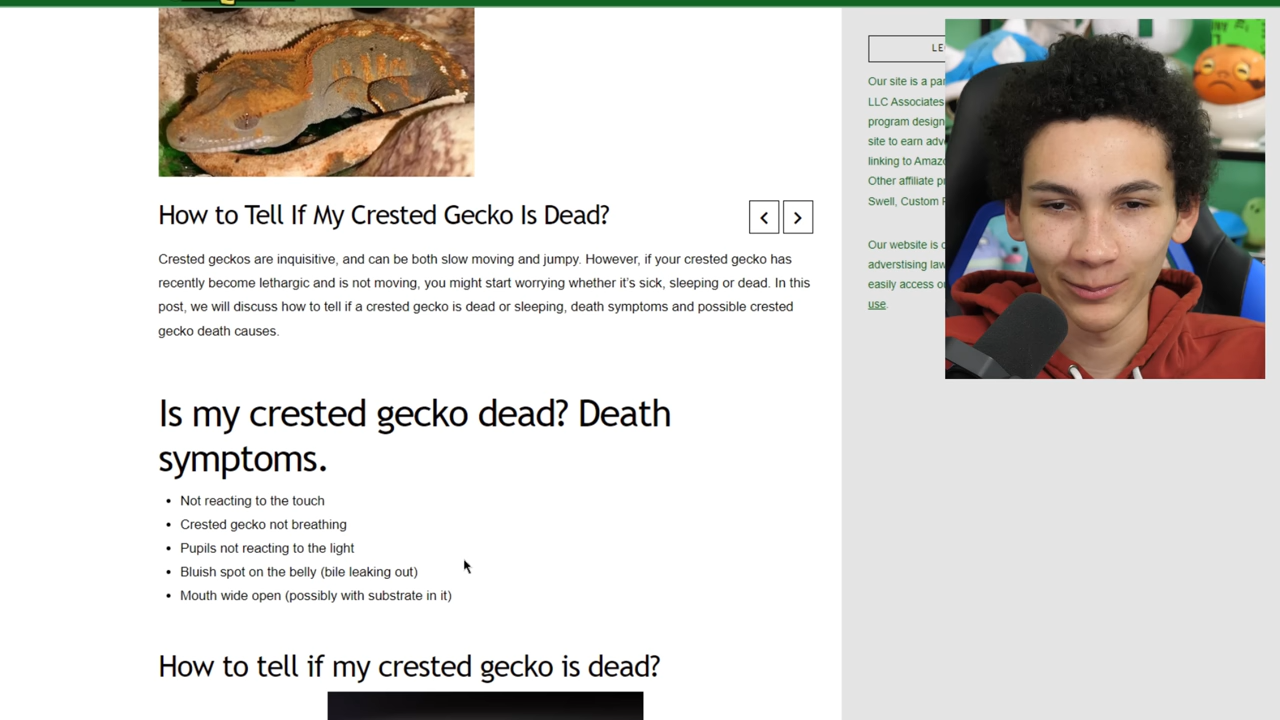 How to Tell If My Crested Gecko Is Dead?
Crested geckos are inquisitive, and can be both slow moving and jumpy. However, if your crested gecko has
recently become lethargic and is not moving, you might start worrying whether it’s sick, sleeping or dead. In this
post, we will discuss how to tell if a crested gecko is dead or sleeping, death symptoms and possible crested
gecko death causes.
Is my crested gecko dead? Death
symptoms.
• Not reacting to the touch
• Crested gecko not breathing
• Pupils not reacting to the light
• Bluish spot on the belly (bile leaking out)
• Mouth wide open (possibly with substrate in it)
How to tell if my crested gecko is dead?
Our site is a
LLC Associates
program
site to earn
linking to
Other affiliate
Swell, Custom
Our website is
adverstising
easily access
use.